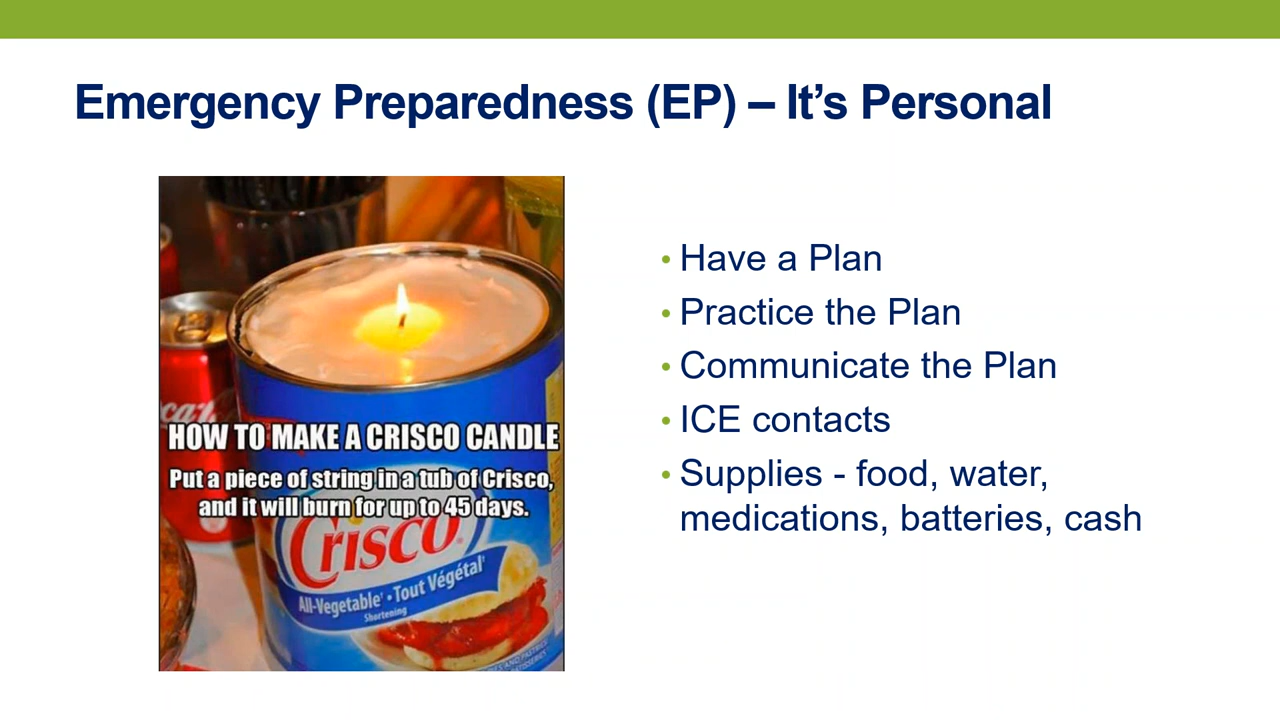 Emergency Preparedness (EP) – It's Personal
HOW TO MAKE A CRISCO CANDLE
Put a piece of string in a tub of Crisco,
and it will burn for up to 45 days.
Crisco
All-Vegetable† • Tout Végétal†
Shortening
• Have a Plan
• Practice the Plan
• Communicate the Plan
• ICE contacts
• Supplies - food, water,
medications, batteries, cash